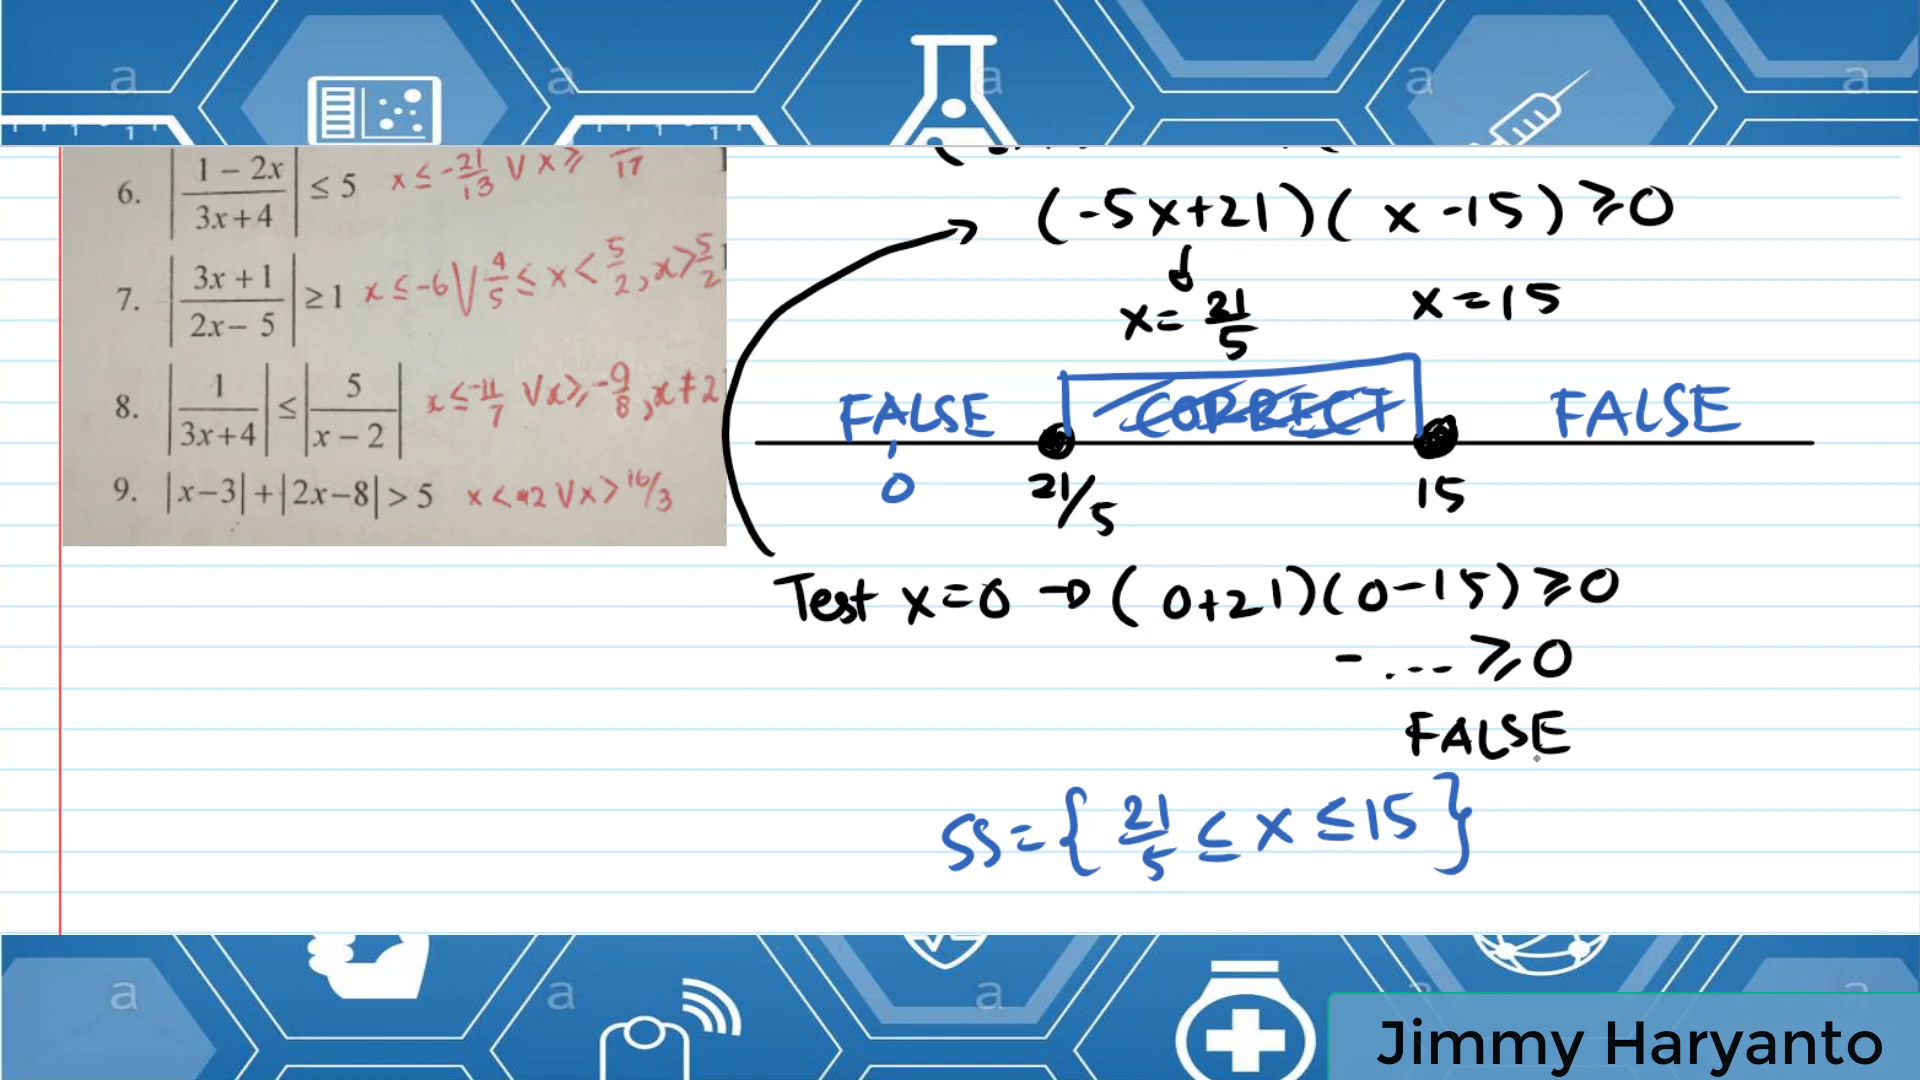 6. |1 − 2x / 3x + 4| ≤ 5 x ≤ -21/13 V x ≥ /17
7. |3x + 1 / 2x − 5| ≥ 1 x ≤ -6 V 4/5 ≤ x < 5/2, x > 5/2
8. |1 / 3x + 4| ≤ |5 / x − 2| x ≤ -11/7 V x ≥ -9/8, x ≠ 2
9. |x − 3| + |2x − 8| > 5 x < 2 V x > 16/3
(-5x+21)(x-15) ≥ 0
x = 21/5 x = 15
FALSE CORRECT FALSE
0 21/5 15
Test x=0 → (0+21)(0-15) ≥ 0
- ... ≥ 0
FALSE
SS = { 21/5 ≤ x ≤ 15 }
Jimmy Haryanto
a a a a a
a a a a